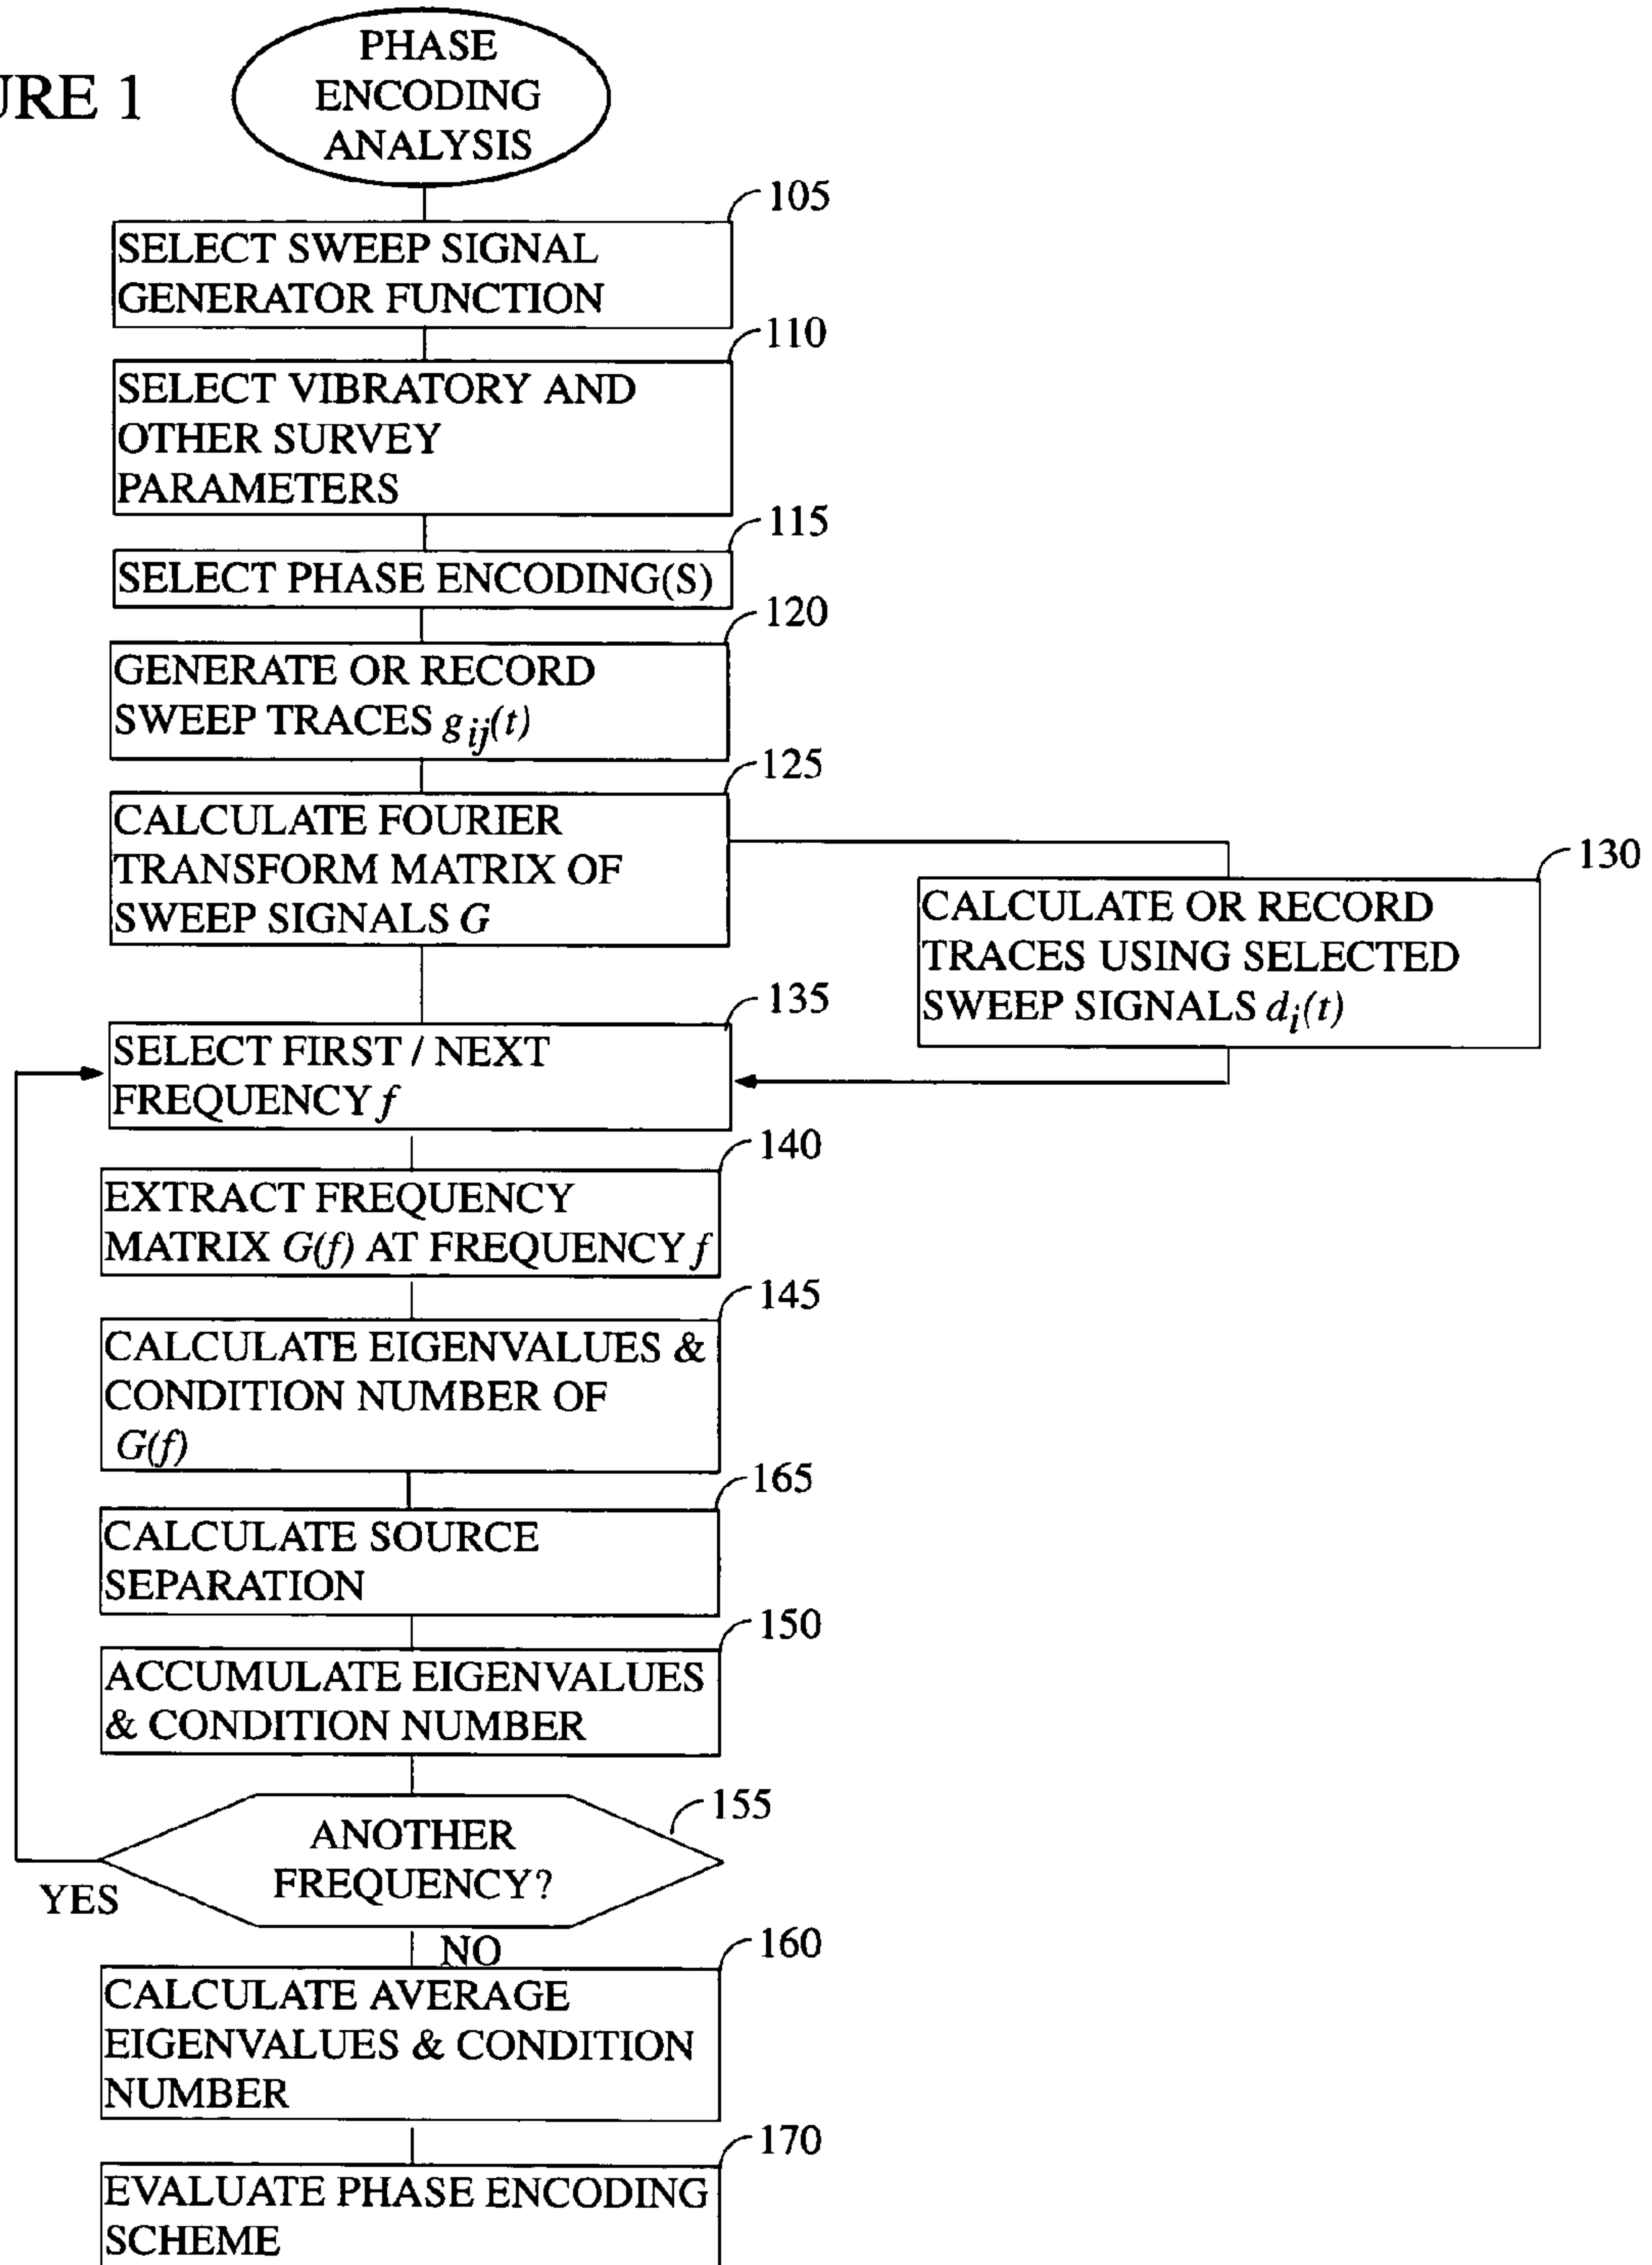 URE 1
PHASE
ENCODING
ANALYSIS
105
SELECT SWEEP SIGNAL
GENERATOR FUNCTION
110
SELECT VIBRATORY AND
OTHER SURVEY
PARAMETERS
115
SELECT PHASE ENCODING(S)
120
GENERATE OR RECORD
SWEEP TRACES gij(t)
125
CALCULATE FOURIER
TRANSFORM MATRIX OF
SWEEP SIGNALS G
130
CALCULATE OR RECORD
TRACES USING SELECTED
SWEEP SIGNALS di(t)
135
SELECT FIRST / NEXT
FREQUENCY f
140
EXTRACT FREQUENCY
MATRIX G(f) AT FREQUENCY f
145
CALCULATE EIGENVALUES &
CONDITION NUMBER OF
G(f)
165
CALCULATE SOURCE
SEPARATION
150
ACCUMULATE EIGENVALUES
& CONDITION NUMBER
155
ANOTHER
FREQUENCY?
YES
NO
160
CALCULATE AVERAGE
EIGENVALUES & CONDITION
NUMBER
170
EVALUATE PHASE ENCODING
SCHEME